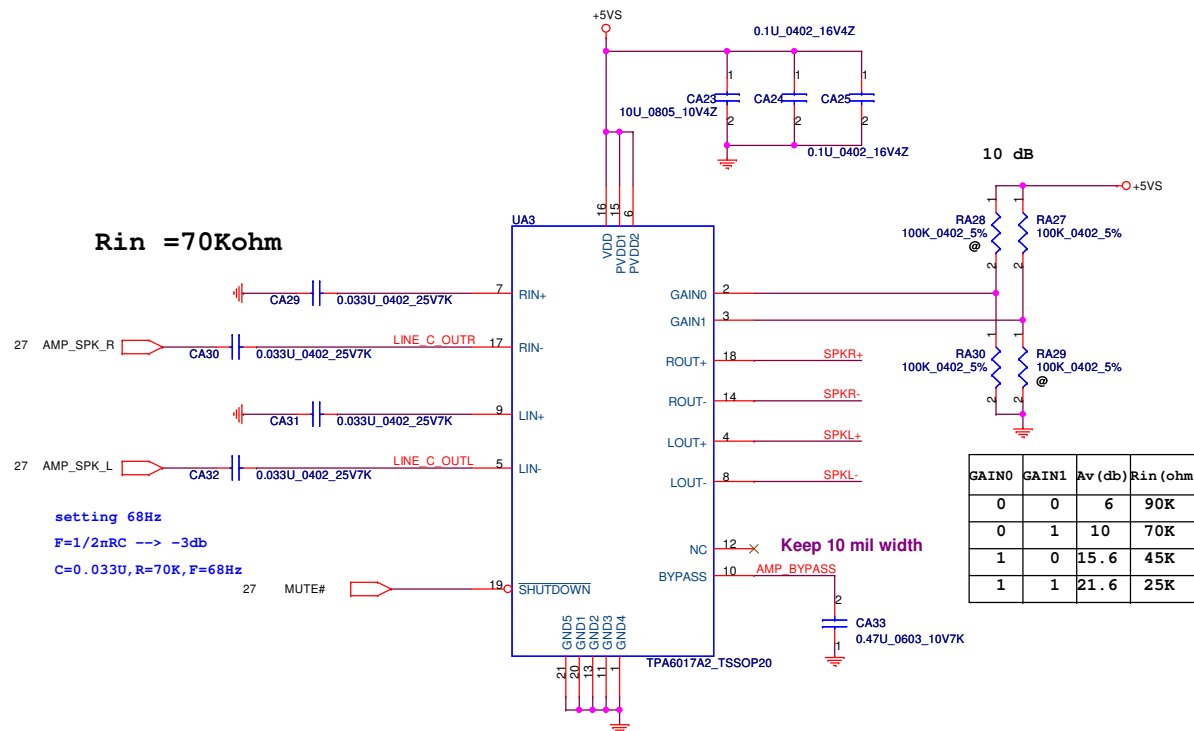 +5VS
0.1U_0402_16V4Z
1
1
1
CA23
CA24
CA25
10U_0805_10V4Z
2
2
2
0.1U_0402_16V4Z
10 dB
+5VS
1
1
RA28
RA27
100K_0402_5%
100K_0402_5%
@
2
2
16
15
6
UA3
VDD
PVDD1
PVDD2
Rin =70Kohm
7
RIN+
CA29
0.033U_0402_25V7K
2
GAIN0
3
GAIN1
27
AMP_SPK_R
CA30
0.033U_0402_25V7K
LINE_C_OUTR
17
RIN-
1
1
RA30
RA29
100K_0402_5%
100K_0402_5%
@
2
2
18
ROUT+
SPKR+
14
ROUT-
SPKR-
9
LIN+
CA31
0.033U_0402_25V7K
4
LOUT+
SPKL+
27
AMP_SPK_L
CA32
0.033U_0402_25V7K
LINE_C_OUTL
5
LIN-
8
LOUT-
SPKL-
GAIN0 GAIN1 Av(db) Rin(ohm
0 0 6 90K
0 1 10 70K
1 0 15.6 45K
1 1 21.6 25K
setting 68Hz
F=1/2πRC --> -3db
C=0.033U,R=70K,F=68Hz
NC
12
Keep 10 mil width
BYPASS
10
AMP_BYPASS
27
MUTE#
19
SHUTDOWN
2
CA33
0.47U_0603_10V7K
1
GND5
GND1
GND2
GND3
GND4
TPA6017A2_TSSOP20
21
20
13
11
1